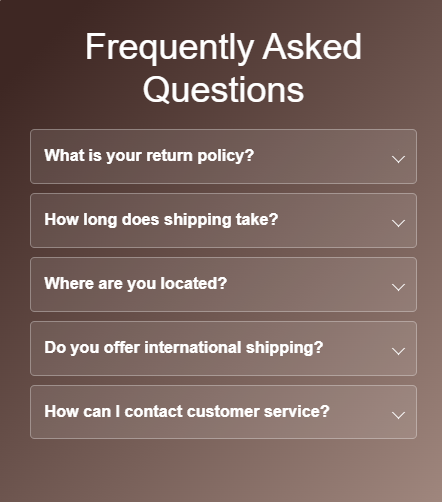 Frequently Asked
Questions
What is your return policy?
How long does shipping take?
Where are you located?
Do you offer international shipping?
How can I contact customer service?